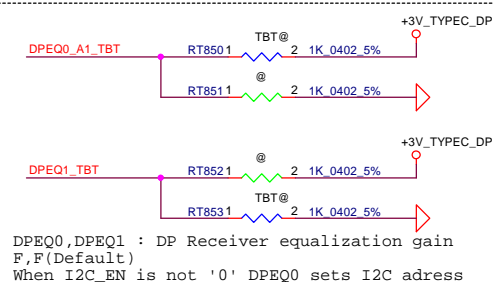 +3V_TYPEC_DP
TBT@
DPEQ0_A1_TBT RT850 1 2 1K_0402_5%
@
RT851 1 2 1K_0402_5%
+3V_TYPEC_DP
@
DPEQ1_TBT RT852 1 2 1K_0402_5%
TBT@
RT853 1 2 1K_0402_5%
DPEQ0,DPEQ1 : DP Receiver equalization gain
F,F(Default)
When I2C_EN is not '0' DPEQ0 sets I2C adress